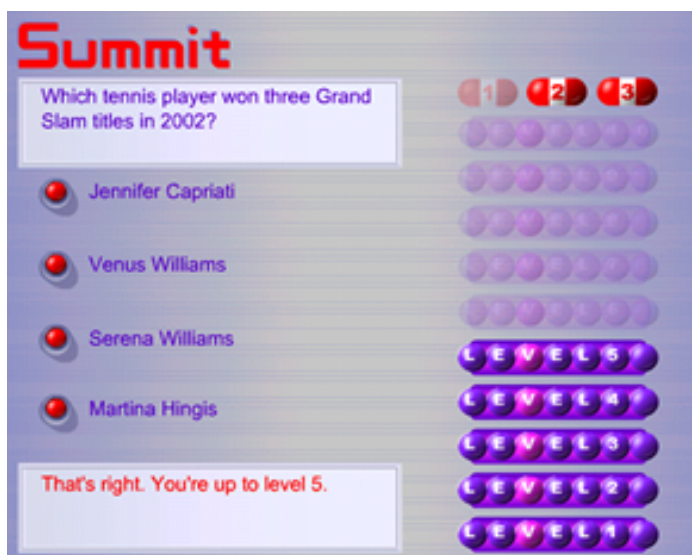 Summit
Which tennis player won three Grand
Slam titles in 2002?
1 2 3
Jennifer Capriati
Venus Williams
Serena Williams
Martina Hingis
That's right. You're up to level 5.
LEVEL5
LEVEL4
LEVEL3
LEVEL2
LEVEL1